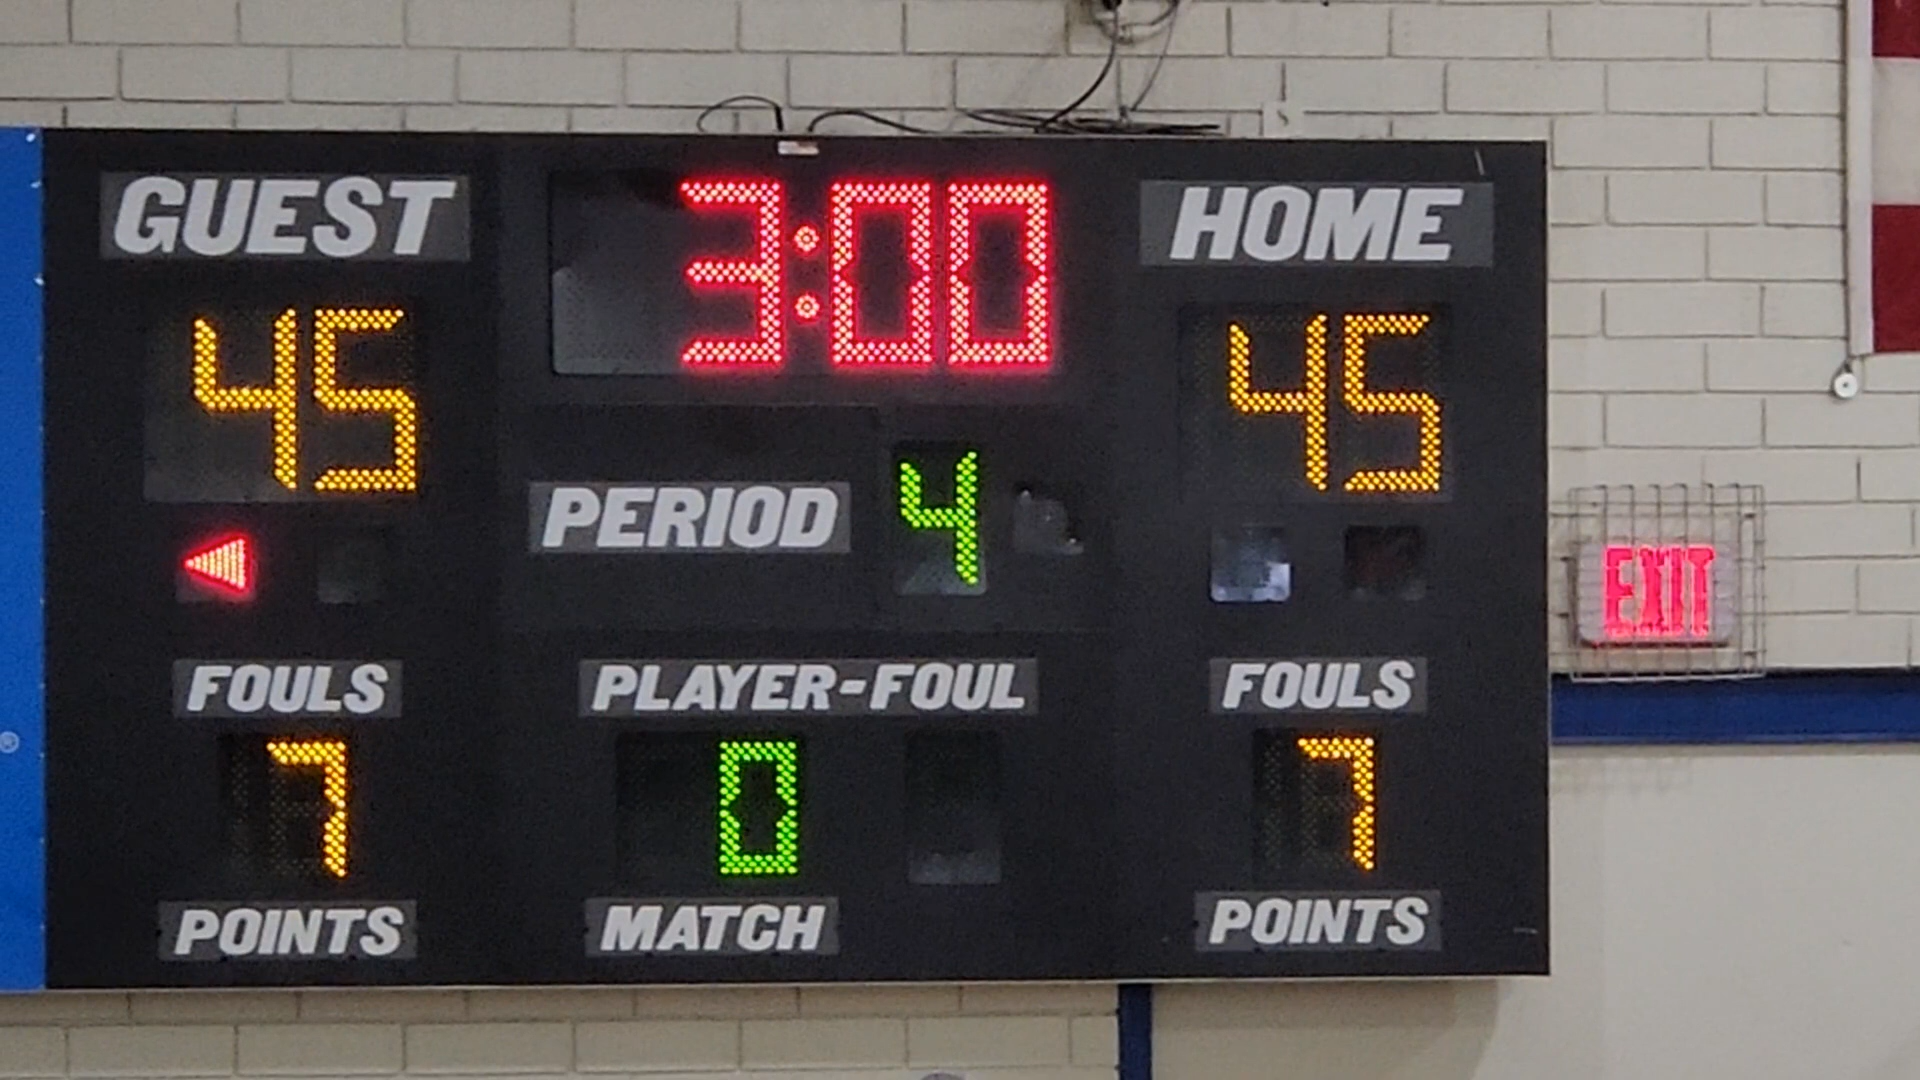 GUEST 3:00 HOME
45 45
PERIOD 4
EXIT
FOULS PLAYER-FOUL FOULS
7 0 7
POINTS MATCH POINTS